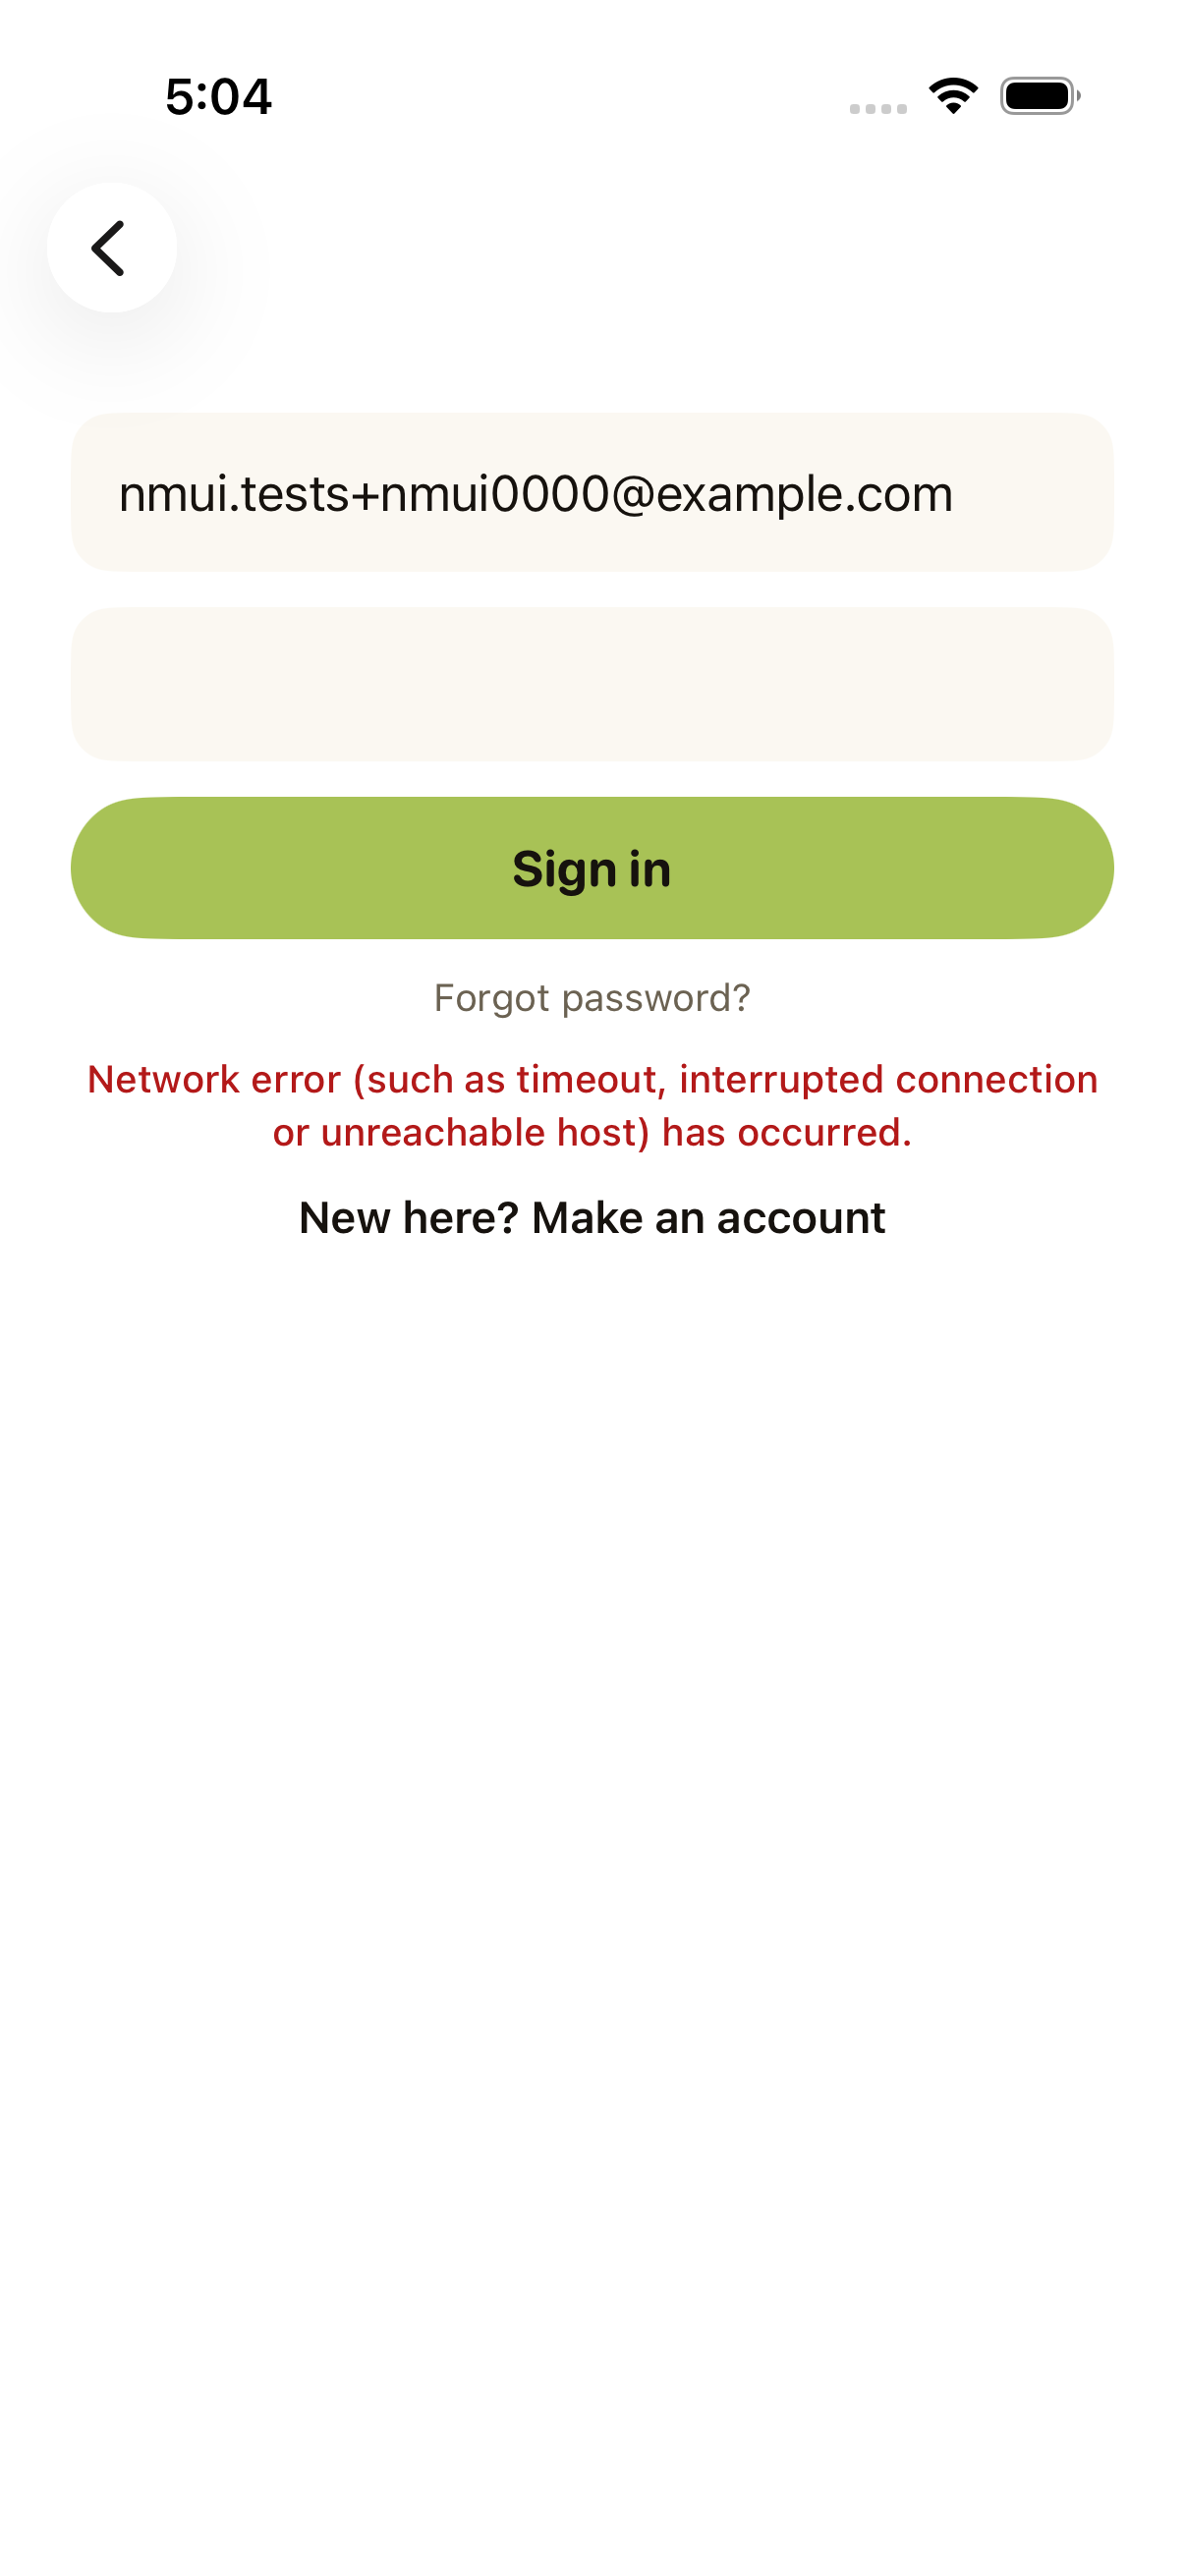 5:04
nmui.tests+nmui0000@example.com
Sign in
Forgot password?
Network error (such as timeout, interrupted connection
or unreachable host) has occurred.
New here? Make an account